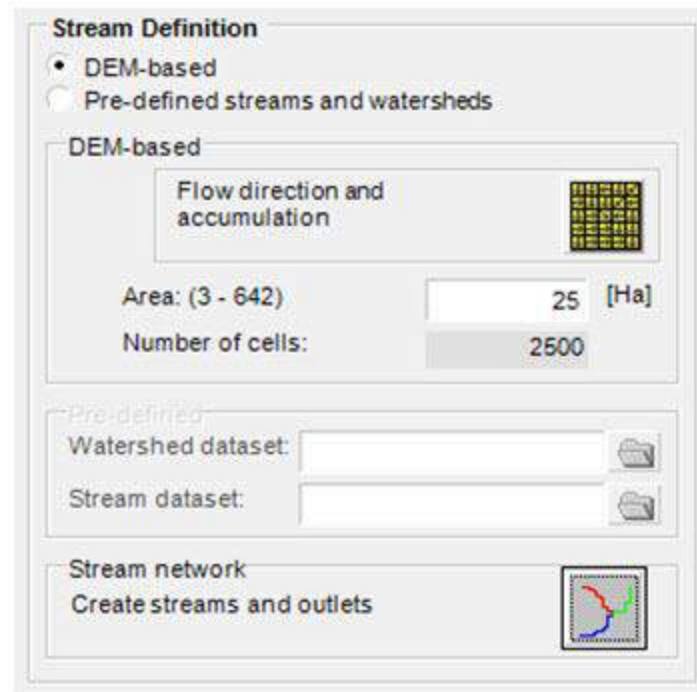 Stream Definition
DEM-based
Pre-defined streams and watersheds
DEM-based
Flow direction and
accumulation
Area: (3 - 642) 25 [Ha]
Number of cells: 2500
Pre-defined
Watershed dataset:
Stream dataset:
Stream network
Create streams and outlets